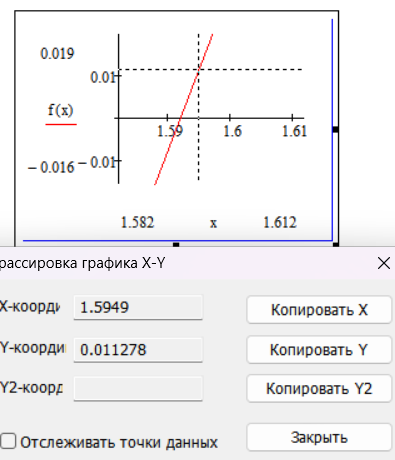 0.019
0.01
f(x)
1.59 1.6 1.61
− 0.016 − 0.01
1.582 x 1.612
рассировка графика X-Y
X-коорди 1.5949 Копировать X
Y-коорди 0.011278 Копировать Y
Y2-коорд Копировать Y2
Отслеживать точки данных Закрыть